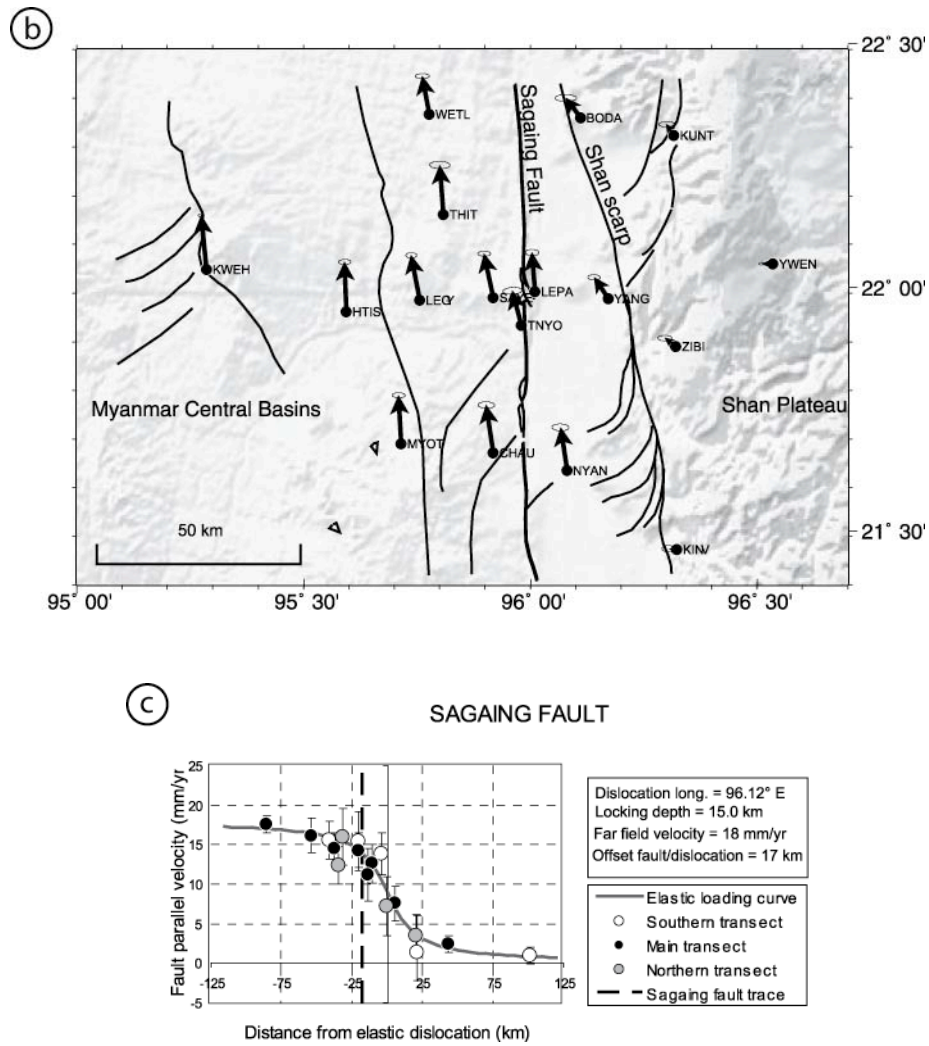 b
22° 30'
WETL
BODA
KUNT
Sagaing Fault
Shan scarp
THIT
KWEH
YWEN
HTIS
LEGY
LEPA
YANG
22° 00'
TNYO
ZIBI
Myanmar Central Basins
Shan Plateau
MYOT
CHAU
NYAN
50 km
21° 30'
95° 00'
95° 30'
96° 00'
96° 30'
c
SAGAING FAULT
Fault parallel velocity (mm/yr)
25
20
15
10
5
0
-5
-125
-75
-25
25
75
125
Distance from elastic dislocation (km)
Dislocation long. = 96.12° E
Locking depth = 15.0 km
Far field velocity = 18 mm/yr
Offset fault/dislocation = 17 km
Elastic loading curve
Southern transect
Main transect
Northern transect
Sagaing fault trace